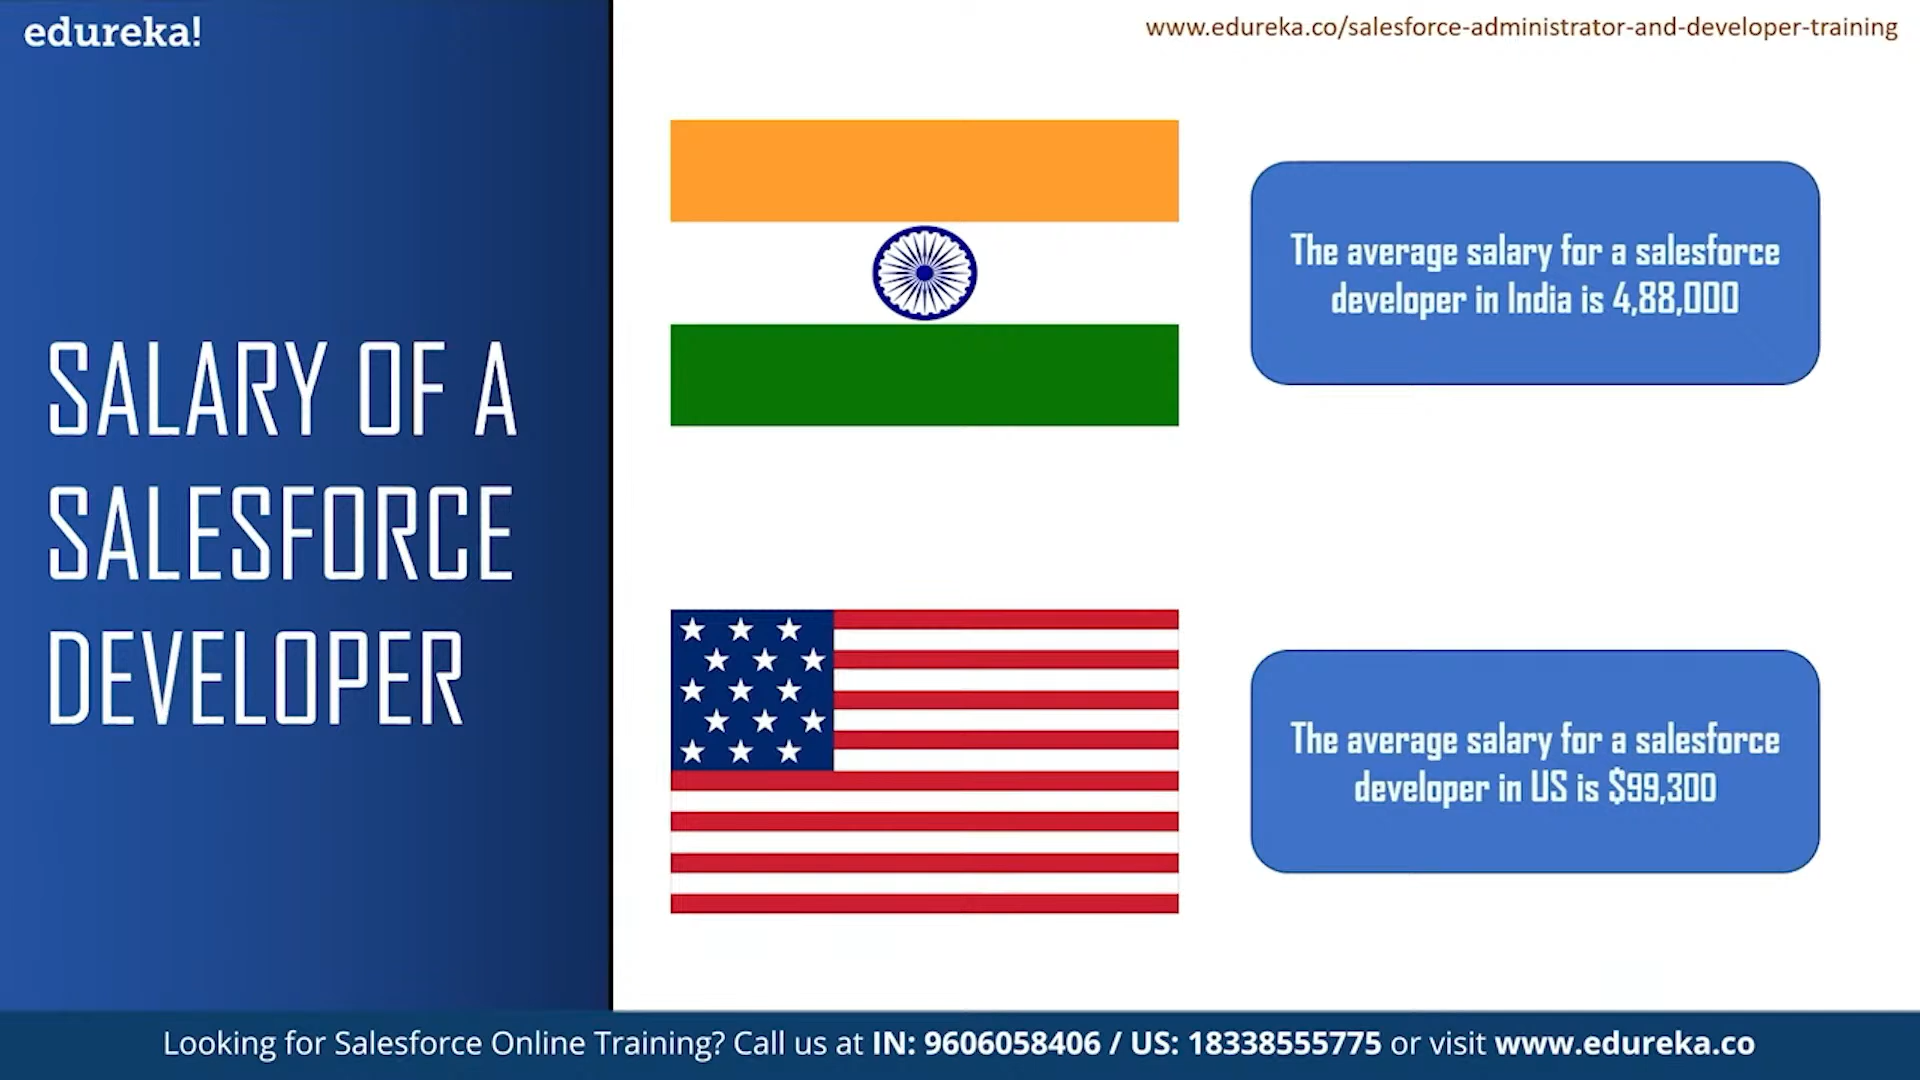 edureka!
www.edureka.co/salesforce-administrator-and-developer-training
SALARY OF A
SALESFORCE
DEVELOPER
The average salary for a salesforce
developer in India is 4,88,000
The average salary for a salesforce
developer in US is $99,300
Looking for Salesforce Online Training? Call us at IN: 9606058406 / US: 18338555775 or visit www.edureka.co